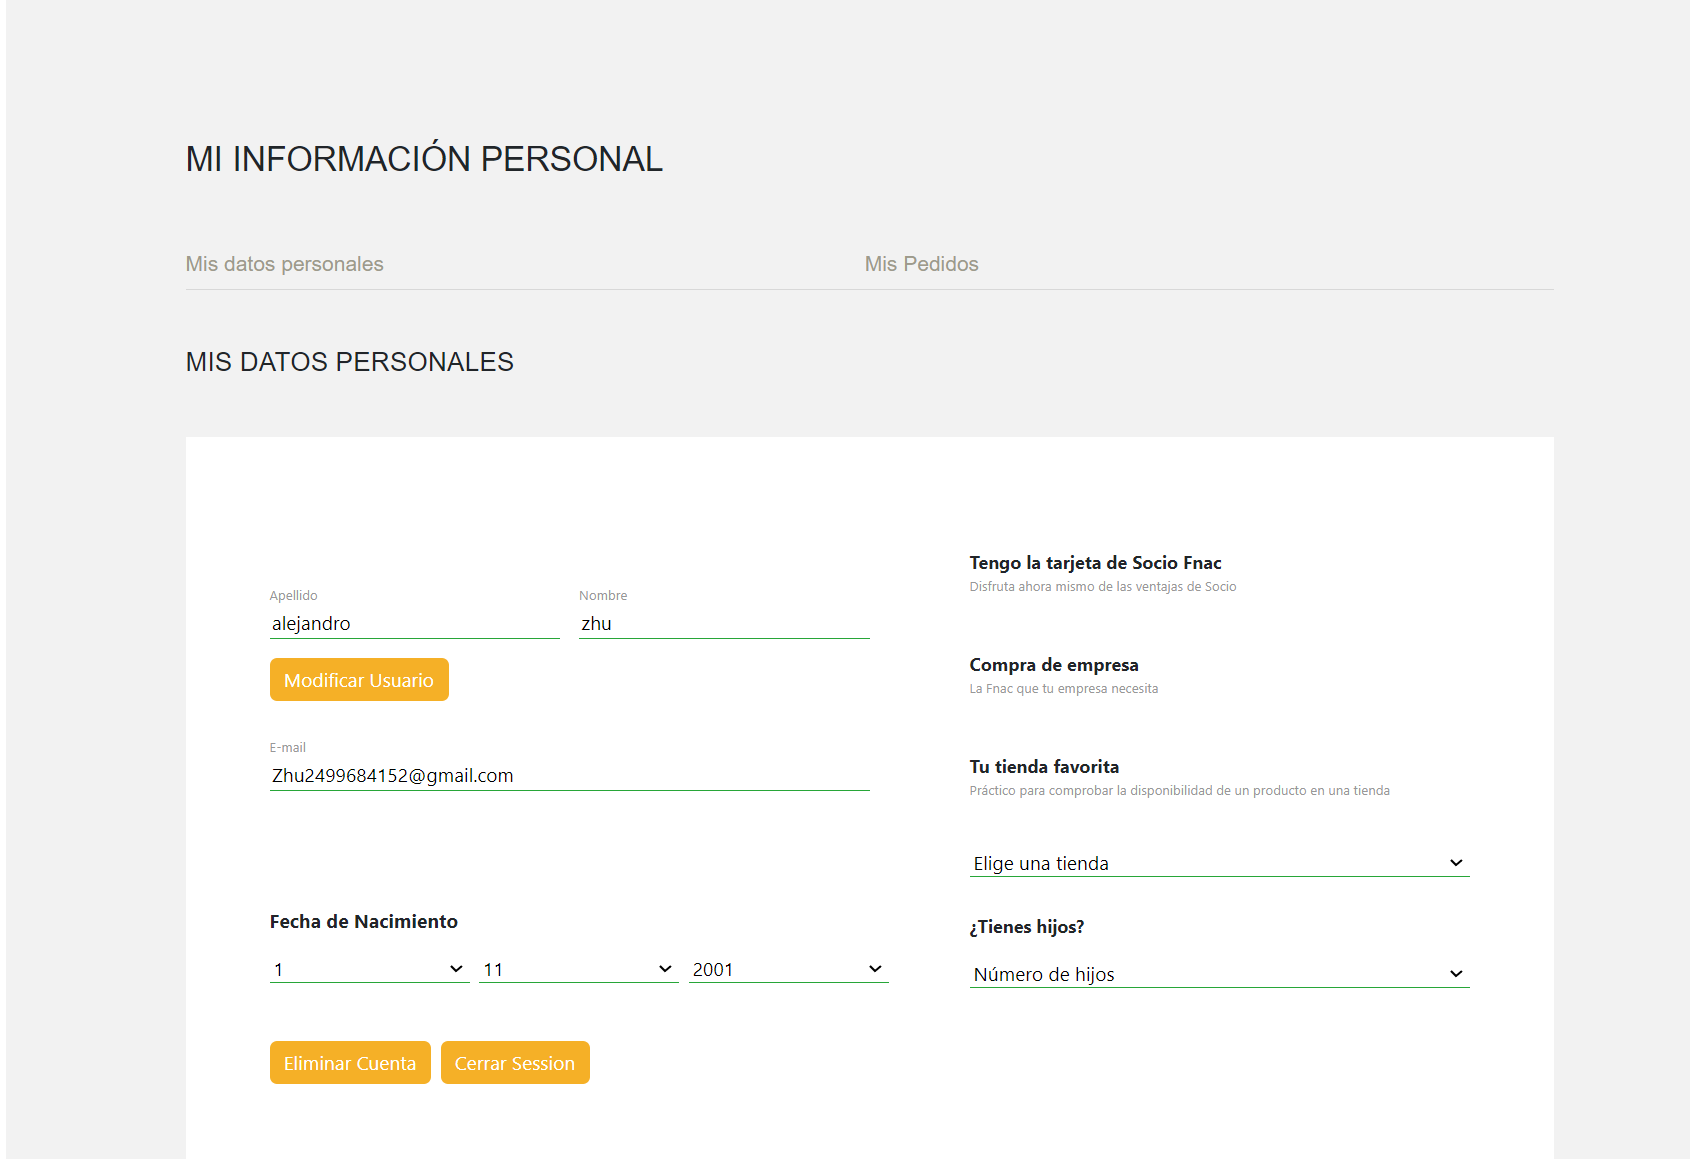 MI INFORMACIÓN PERSONAL
Mis datos personales
Mis Pedidos
MIS DATOS PERSONALES
Apellido
Nombre
alejandro
zhu
Modificar Usuario
E-mail
Zhu2499684152@gmail.com
Fecha de Nacimiento
1
11
2001
Eliminar Cuenta
Cerrar Session
Tengo la tarjeta de Socio Fnac
Disfruta ahora mismo de las ventajas de Socio
Compra de empresa
La Fnac que tu empresa necesita
Tu tienda favorita
Práctico para comprobar la disponibilidad de un producto en una tienda
Elige una tienda
¿Tienes hijos?
Número de hijos